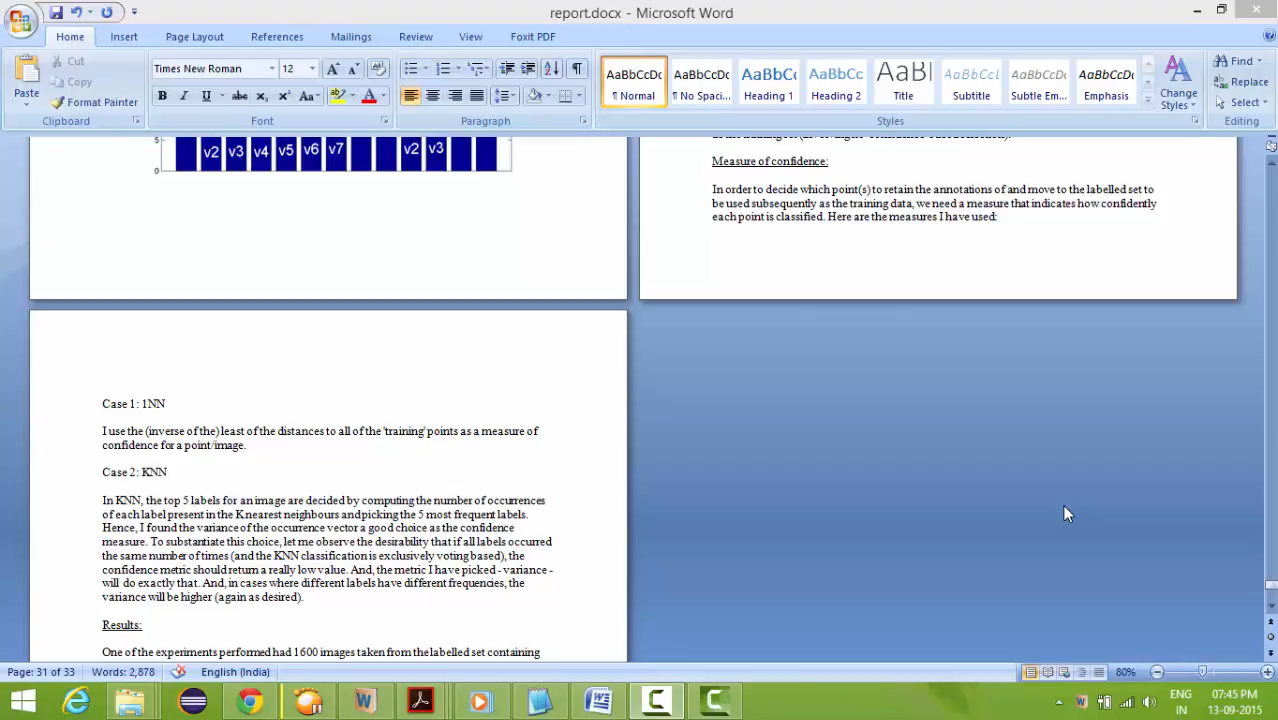 report.docx - Microsoft Word
Home Insert Page Layout References Mailings Review View Foxit PDF
Paste
Cut
Copy
Format Painter
Clipboard
Times New Roman 12
Font
Paragraph
AaBbCcDc AaBbCcDc AaBbCc AaBbCc AaBl AaBbCcl AaBbCcDc AaBbCcDc
¶ Normal ¶ No Spaci... Heading 1 Heading 2 Title Subtitle Subtle Em... Emphasis
Change Styles
Styles
Find
Replace
Select
Editing
5
0
v2 v3 v4 v5 v6 v7 v2 v3
Measure of confidence:
In order to decide which point(s) to retain the annotations of and move to the labelled set to
be used subsequently as the training data, we need a measure that indicates how confidently
each point is classified. Here are the measures I have used:
Case 1: 1NN
I use the (inverse of the) least of the distances to all of the 'training' points as a measure of
confidence for a point/image.
Case 2: KNN
In KNN, the top 5 labels for an image are decided by computing the number of occurrences
of each label present in the K nearest neighbours and picking the 5 most frequent labels.
Hence, I found the variance of the occurrence vector a good choice as the confidence
measure. To substantiate this choice, let me observe the desirability that if all labels occurred
the same number of times (and the KNN classification is exclusively voting based), the
confidence metric should return a really low value. And, the metric I have picked - variance -
will do exactly that. And, in cases where different labels have different frequencies, the
variance will be higher (again as desired).
Results:
One of the experiments performed had 1600 images taken from the labelled set containing
Page: 31 of 33 Words: 2,878 English (India) 80%
ENG 07:45 PM
IN 13-09-2015